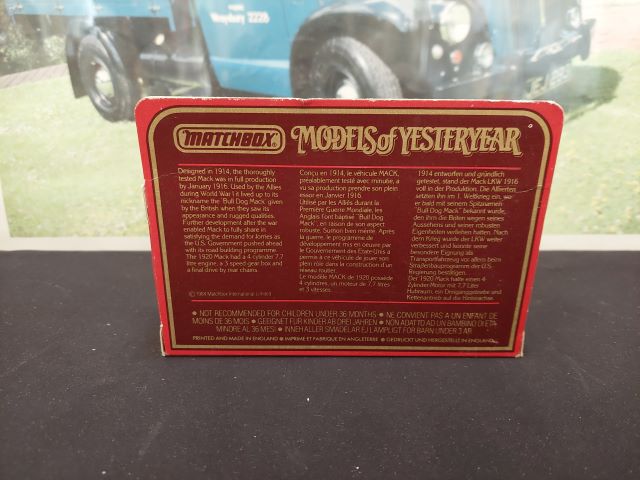 Waybury 2228
MATCHBOX
MODELS of YESTERYEAR
Designed in 1914, the thoroughly
tested Mack was in full production
by January 1916. Used by the Allies
during World War I it lived up to its
nickname the 'Bull Dog Mack', given
by the British when they saw its
appearance and rugged qualities.
Further development after the war
enabled Mack to fully share in
satisfying the demand for lorries as
the U.S. Government pushed ahead
with its road building programme.
The 1920 Mack had a 4 cylinder 7.7
litre engine, a 3 speed gear box and
a final drive by rear chains.
© 1984 Matchbox International Limited
Conçu en 1914, le véhicule MACK,
préalablement testé avec minutie, a
vu sa production prendre son plein
essor en Janvier 1916.
Utilisé par les Alliés durant la
Première Guerre Mondiale, les
Anglais l'ont baptisé "Bull Dog
Mack", en raison de son aspect
robuste. Surnom bien mérité. Après
la guerre, le programme de
développement mis en oeuvre par
le Gouvernement des Etats-Unis a
permis à ce véhicule de jouer son
plein rôle dans la construction d'un
réseau routier.
Ce modèle MACK de 1920 possède
4 cylindres, un moteur de 7,7 litres
et 3 vitesses.
1914 entworfen und gründlich
getestet, stand der Mack-LKW 1916
voll in der Produktion. Die Alliierten
setzten ihn im 1. Weltkrieg ein, wo
er bald mit seinem Spitznamen
"Bull Dog Mack" bekannt wurde,
den ihm die Briten wegen seines
Aussehens und seiner robusten
Eigenheiten verliehen hatten. Nach
dem Krieg wurde der LKW weiter
verbessert und konnte seine
besondere Eignung als
Transportfahrzeug vor allem beim
Straßenbauprogramm der U.S.
Regierung bestätigen.
Der 1920 Mack hatte einen 4
Zylinder-Motor mit 7,7 Liter
Hubraum, ein Dreiganggetriebe und
Kettenantrieb auf die Hinterachse.
• NOT RECOMMENDED FOR CHILDREN UNDER 36 MONTHS • NE CONVIENT PAS A UN ENFANT DE
MOINS DE 36 MOIS • GEEIGNET FUR KINDER AB DREI JAHREN • NON ADATTO AD UN BAMBINO DI ETA
MINORE AL 36 MESI • INNEHALLER SMADELAR EJ LAMPLIGT FOR BARN UNDER 3 AR
PRINTED AND MADE IN ENGLAND • IMPRIME ET FABRIQUE EN ANGLETERRE • GEDRUCKT UND HERGESTELLT IN ENGLAND